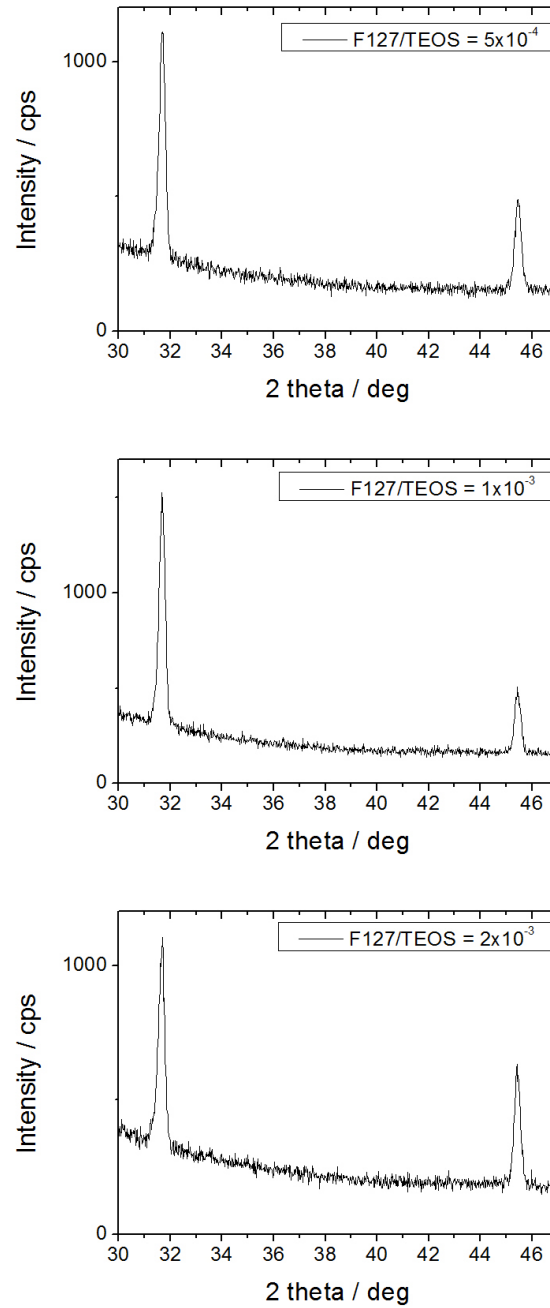 F127/TEOS = 5x10⁻⁴
1000
0
Intensity / cps
30 32 34 36 38 40 42 44 46
2 theta / deg
F127/TEOS = 1x10⁻³
1000
0
Intensity / cps
30 32 34 36 38 40 42 44 46
2 theta / deg
F127/TEOS = 2x10⁻³
1000
0
Intensity / cps
30 32 34 36 38 40 42 44 46
2 theta / deg